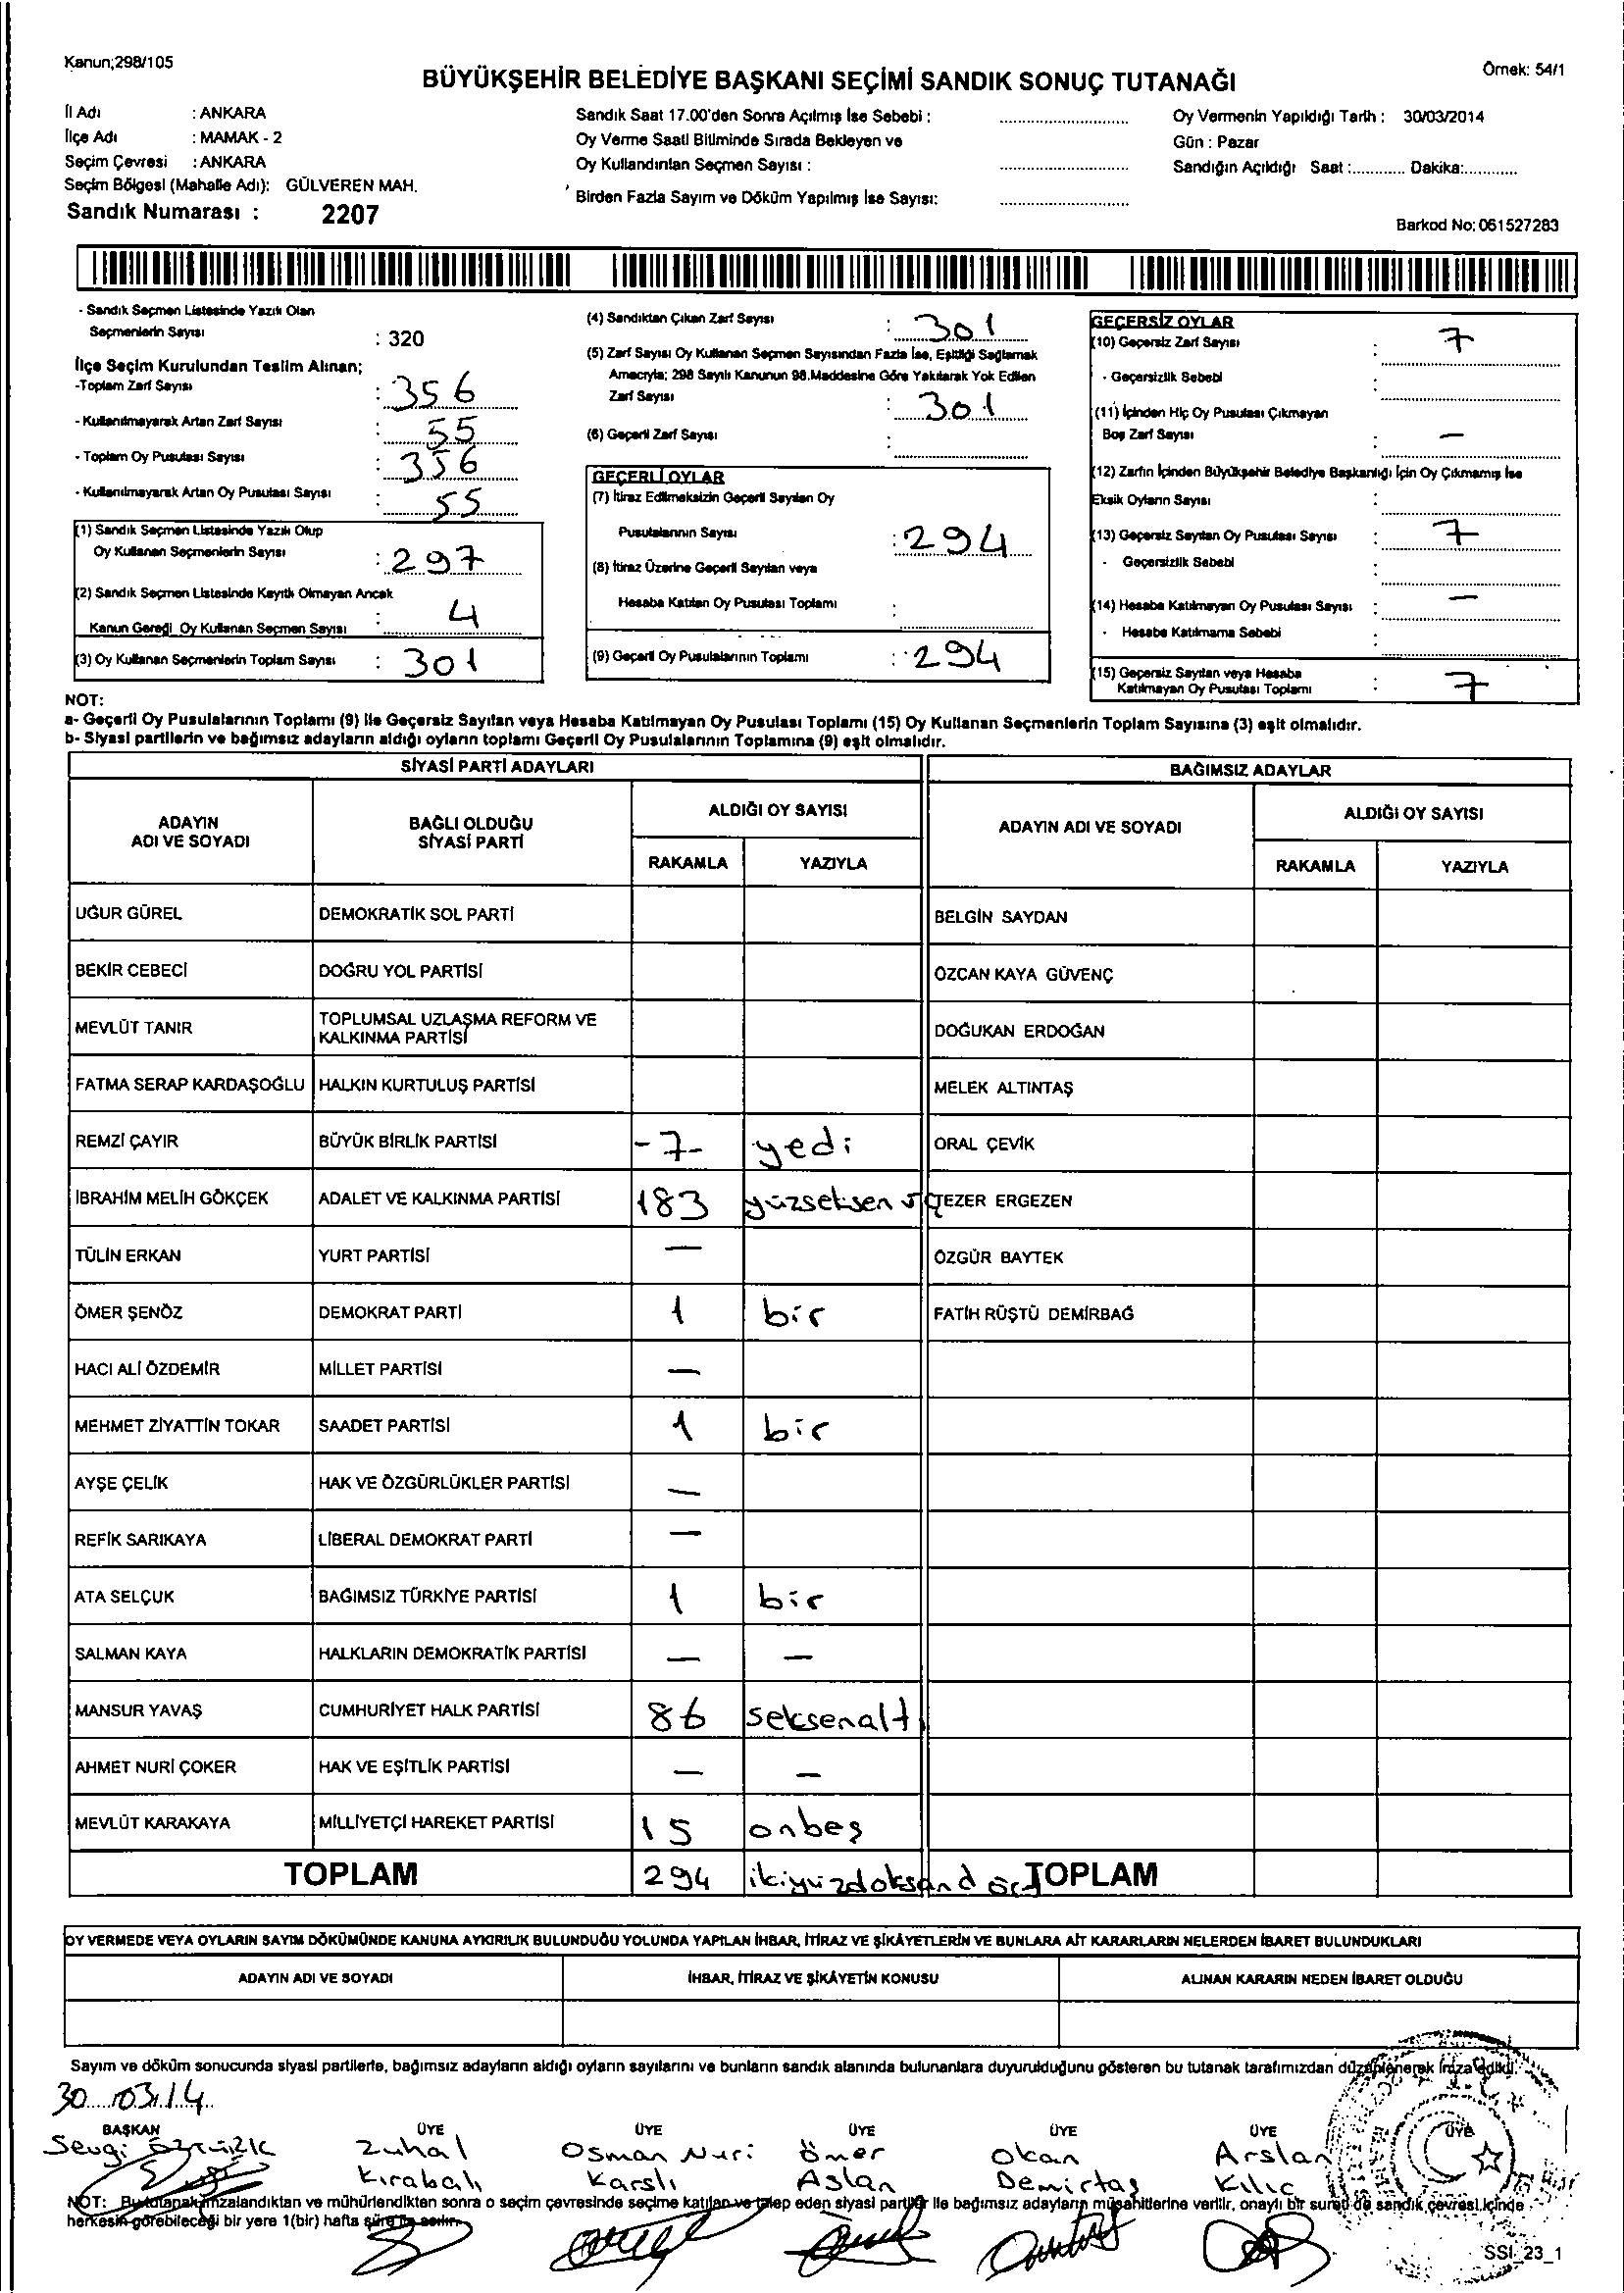 Kanun;298/105
Örnek: 54/1
BÜYÜKŞEHİR BELEDİYE BAŞKANI SEÇİMİ SANDIK SONUÇ TUTANAĞI
İl Adı : ANKARA
İlçe Adı : MAMAK - 2
Seçim Çevresi : ANKARA
Seçim Bölgesi (Mahalle Adı): GÜLVEREN MAH.
Sandık Numarası : 2207
Sandık Saat 17.00'den Sonra Açılmış İse Sebebi :
Oy Verme Saati Bitiminde Sırada Bekleyen ve
Oy Kullandırılan Seçmen Sayısı :
Birden Fazla Sayım ve Döküm Yapılmış İse Sayısı:
Oy Vermenin Yapıldığı Tarih : 30/03/2014
Gün : Pazar
Sandığın Açıldığı Saat :............ Dakika:............
Barkod No: 061527283
- Sandık Seçmen Listesinde Yazılı Olan
Seçmenlerin Sayısı : 320
İlçe Seçim Kurulundan Teslim Alınan;
-Toplam Zarf Sayısı : 356
- Kullanılmayarak Artan Zarf Sayısı : 55
- Toplam Oy Pusulası Sayısı : 356
- Kullanılmayarak Artan Oy Pusulası Sayısı : 55
(1) Sandık Seçmen Listesinde Yazılı Olup
Oy Kullanan Seçmenlerin Sayısı : 297
(2) Sandık Seçmen Listesinde Kayıtlı Olmayan Ancak
Kanun Gereği Oy Kullanan Seçmen Sayısı : 4
(3) Oy Kullanan Seçmenlerin Toplam Sayısı : 301
(4) Sandıktan Çıkan Zarf Sayısı : 301
(5) Zarf Sayısı Oy Kullanan Seçmen Sayısından Fazla İse, Eşitliği Sağlamak
Amacıyla; 298 Sayılı Kanunun 98.Maddesine Göre Yakılarak Yok Edilen
Zarf Sayısı : 301
(6) Geçerli Zarf Sayısı :
GEÇERLİ OYLAR
(7) İtiraz Edilmeksizin Geçerli Sayılan Oy
Pusulalarının Sayısı : 294
(8) İtiraz Üzerine Geçerli Sayılan veya
Hesaba Katılan Oy Pusulası Toplamı :
(9) Geçerli Oy Pusulalarının Toplamı : 294
GEÇERSİZ OYLAR
(10) Geçersiz Zarf Sayısı : 7
- Geçersizlik Sebebi :
(11) İçinden Hiç Oy Pusulası Çıkmayan
Boş Zarf Sayısı : —
(12) Zarfın İçinden Büyükşehir Belediye Başkanlığı İçin Oy Çıkmamış İse
Eksik Oyların Sayısı :
(13) Geçersiz Sayılan Oy Pusulası Sayısı : 7
- Geçersizlik Sebebi :
(14) Hesaba Katılmayan Oy Pusulası Sayısı : —
- Hesaba Katılmama Sebebi :
(15) Geçersiz Sayılan veya Hesaba
Katılmayan Oy Pusulası Toplamı : 7
NOT:
a- Geçerli Oy Pusulalarının Toplamı (9) ile Geçersiz Sayılan veya Hesaba Katılmayan Oy Pusulası Toplamı (15) Oy Kullanan Seçmenlerin Toplam Sayısına (3) eşit olmalıdır.
b- Siyasi partilerin ve bağımsız adayların aldığı oyların toplamı Geçerli Oy Pusulalarının Toplamına (9) eşit olmalıdır.
SİYASİ PARTİ ADAYLARI
BAĞIMSIZ ADAYLAR
ADAYIN ADI VE SOYADI
BAĞLI OLDUĞU SİYASİ PARTİ
ALDIĞI OY SAYISI
RAKAMLA YAZIYLA
ADAYIN ADI VE SOYADI
ALDIĞI OY SAYISI
RAKAMLA YAZIYLA
UĞUR GÜREL DEMOKRATİK SOL PARTİ BELGİN SAYDAN
BEKİR CEBECİ DOĞRU YOL PARTİSİ ÖZCAN KAYA GÜVENÇ
MEVLÜT TANIR TOPLUMSAL UZLAŞMA REFORM VE KALKINMA PARTİSİ DOĞUKAN ERDOĞAN
FATMA SERAP KARDAŞOĞLU HALKIN KURTULUŞ PARTİSİ MELEK ALTINTAŞ
REMZİ ÇAYIR BÜYÜK BİRLİK PARTİSİ -7- yedi ORAL ÇEVİK
İBRAHİM MELİH GÖKÇEK ADALET VE KALKINMA PARTİSİ 183 yüzseksen üç TEZER ERGEZEN
TÜLİN ERKAN YURT PARTİSİ — ÖZGÜR BAYTEK
ÖMER ŞENÖZ DEMOKRAT PARTİ 1 bir FATİH RÜŞTÜ DEMİRBAĞ
HACI ALİ ÖZDEMİR MİLLET PARTİSİ —
MEHMET ZİYATTİN TOKAR SAADET PARTİSİ 1 bir
AYŞE ÇELİK HAK VE ÖZGÜRLÜKLER PARTİSİ —
REFİK SARIKAYA LİBERAL DEMOKRAT PARTİ —
ATA SELÇUK BAĞIMSIZ TÜRKİYE PARTİSİ 1 bir
SALMAN KAYA HALKLARIN DEMOKRATİK PARTİSİ — —
MANSUR YAVAŞ CUMHURİYET HALK PARTİSİ 86 seksenaltı
AHMET NURİ ÇOKER HAK VE EŞİTLİK PARTİSİ — —
MEVLÜT KARAKAYA MİLLİYETÇİ HAREKET PARTİSİ 15 onbeş
TOPLAM 294 ikiyüzdoksandört TOPLAM
OY VERMEDE VEYA OYLARIN SAYIM DÖKÜMÜNDE KANUNA AYKIRILIK BULUNDUĞU YOLUNDA YAPILAN İHBAR, İTİRAZ VE ŞİKÂYETLERİN VE BUNLARA AİT KARARLARIN NELERDEN İBARET BULUNDUKLARI
ADAYIN ADI VE SOYADI İHBAR, İTİRAZ VE ŞİKÂYETİN KONUSU ALINAN KARARIN NEDEN İBARET OLDUĞU
Sayım ve döküm sonucunda siyasi partilerle, bağımsız adayların aldığı oyların sayılarını ve bunların sandık alanında bulunanlara duyurulduğunu gösteren bu tutanak tarafımızdan düzenlenerek imza edildi.
30.03.14
BAŞKAN ÜYE ÜYE ÜYE ÜYE ÜYE ÜYE
Sevgi Öztürk Zuhal Kırabalı Osman Nuri Karslı Ömer Aslan Okan Demirtaş Arslan Kılıç
NOT: Bu tutanak imzalandıktan ve mühürlendikten sonra o seçim çevresinde seçime katılan ve talep eden siyasi partiler ile bağımsız adayların müşahitlerine verilir, onaylı bir sureti de sandık çevresi içinde
herkesin görebileceği bir yere 1(bir) hafta süre ile asılır.
SSİ_23_1